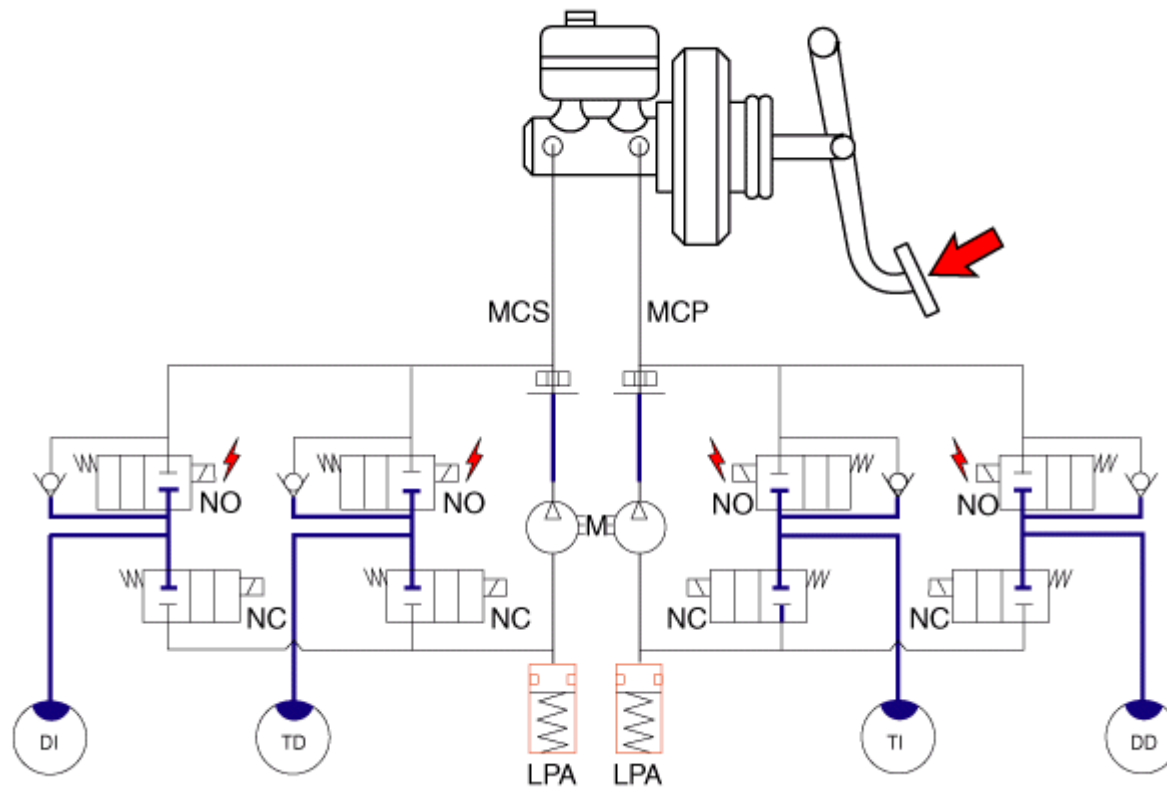 MCS MCP
NO NO NO NO
M
NC NC NC NC
DI TD TI DD
LPA LPA